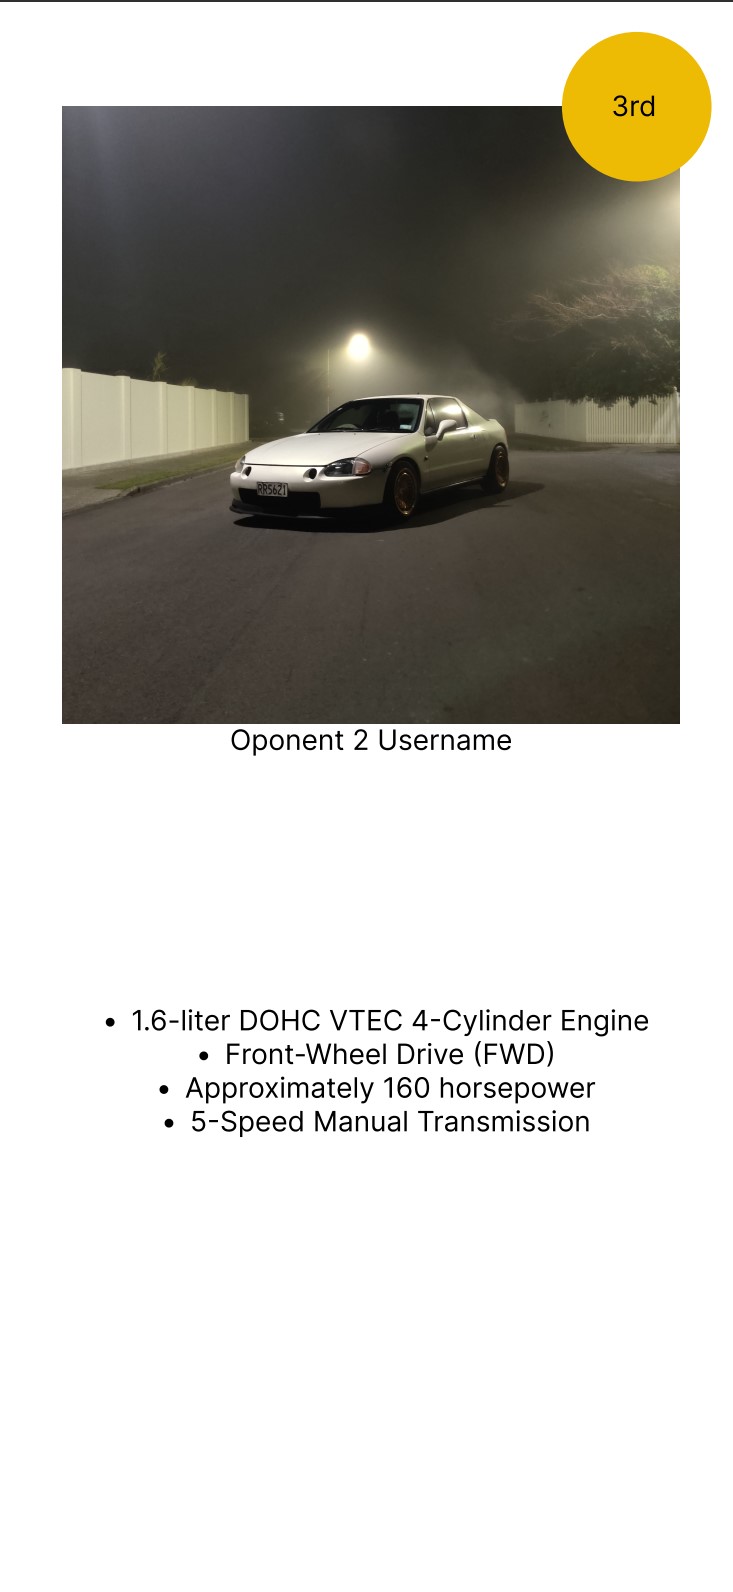 3rd
RR5621
Oponent 2 Username
• 1.6-liter DOHC VTEC 4-Cylinder Engine
• Front-Wheel Drive (FWD)
• Approximately 160 horsepower
• 5-Speed Manual Transmission